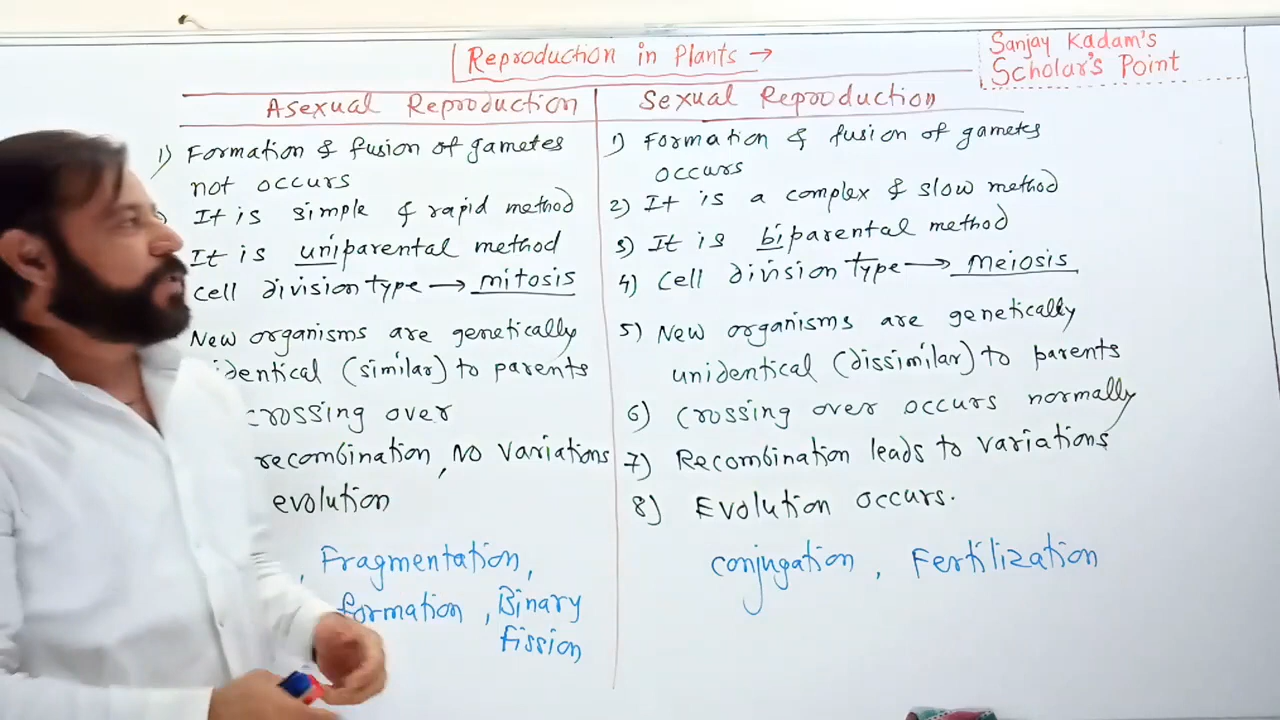 Reproduction in Plants →
Sanjay Kadam's
Scholar's Point
Asexual Reproduction
1) Formation & fusion of gametes
not occurs
It is simple & rapid method
It is uniparental method
cell division type → mitosis
New organisms are genetically
identical (similar) to parents
crossing over
recombination, No variations
evolution
, Fragmentation,
formation, Binary
fission
Sexual Reproduction
1) Formation & fusion of gametes
occurs
2) It is a complex & slow method
3) It is biparental method
4) Cell division type → meiosis
5) New organisms are genetically
unidentical (dissimilar) to parents
6) Crossing over occurs normally
7) Recombination leads to variations
8) Evolution occurs.
conjugation, Fertilization